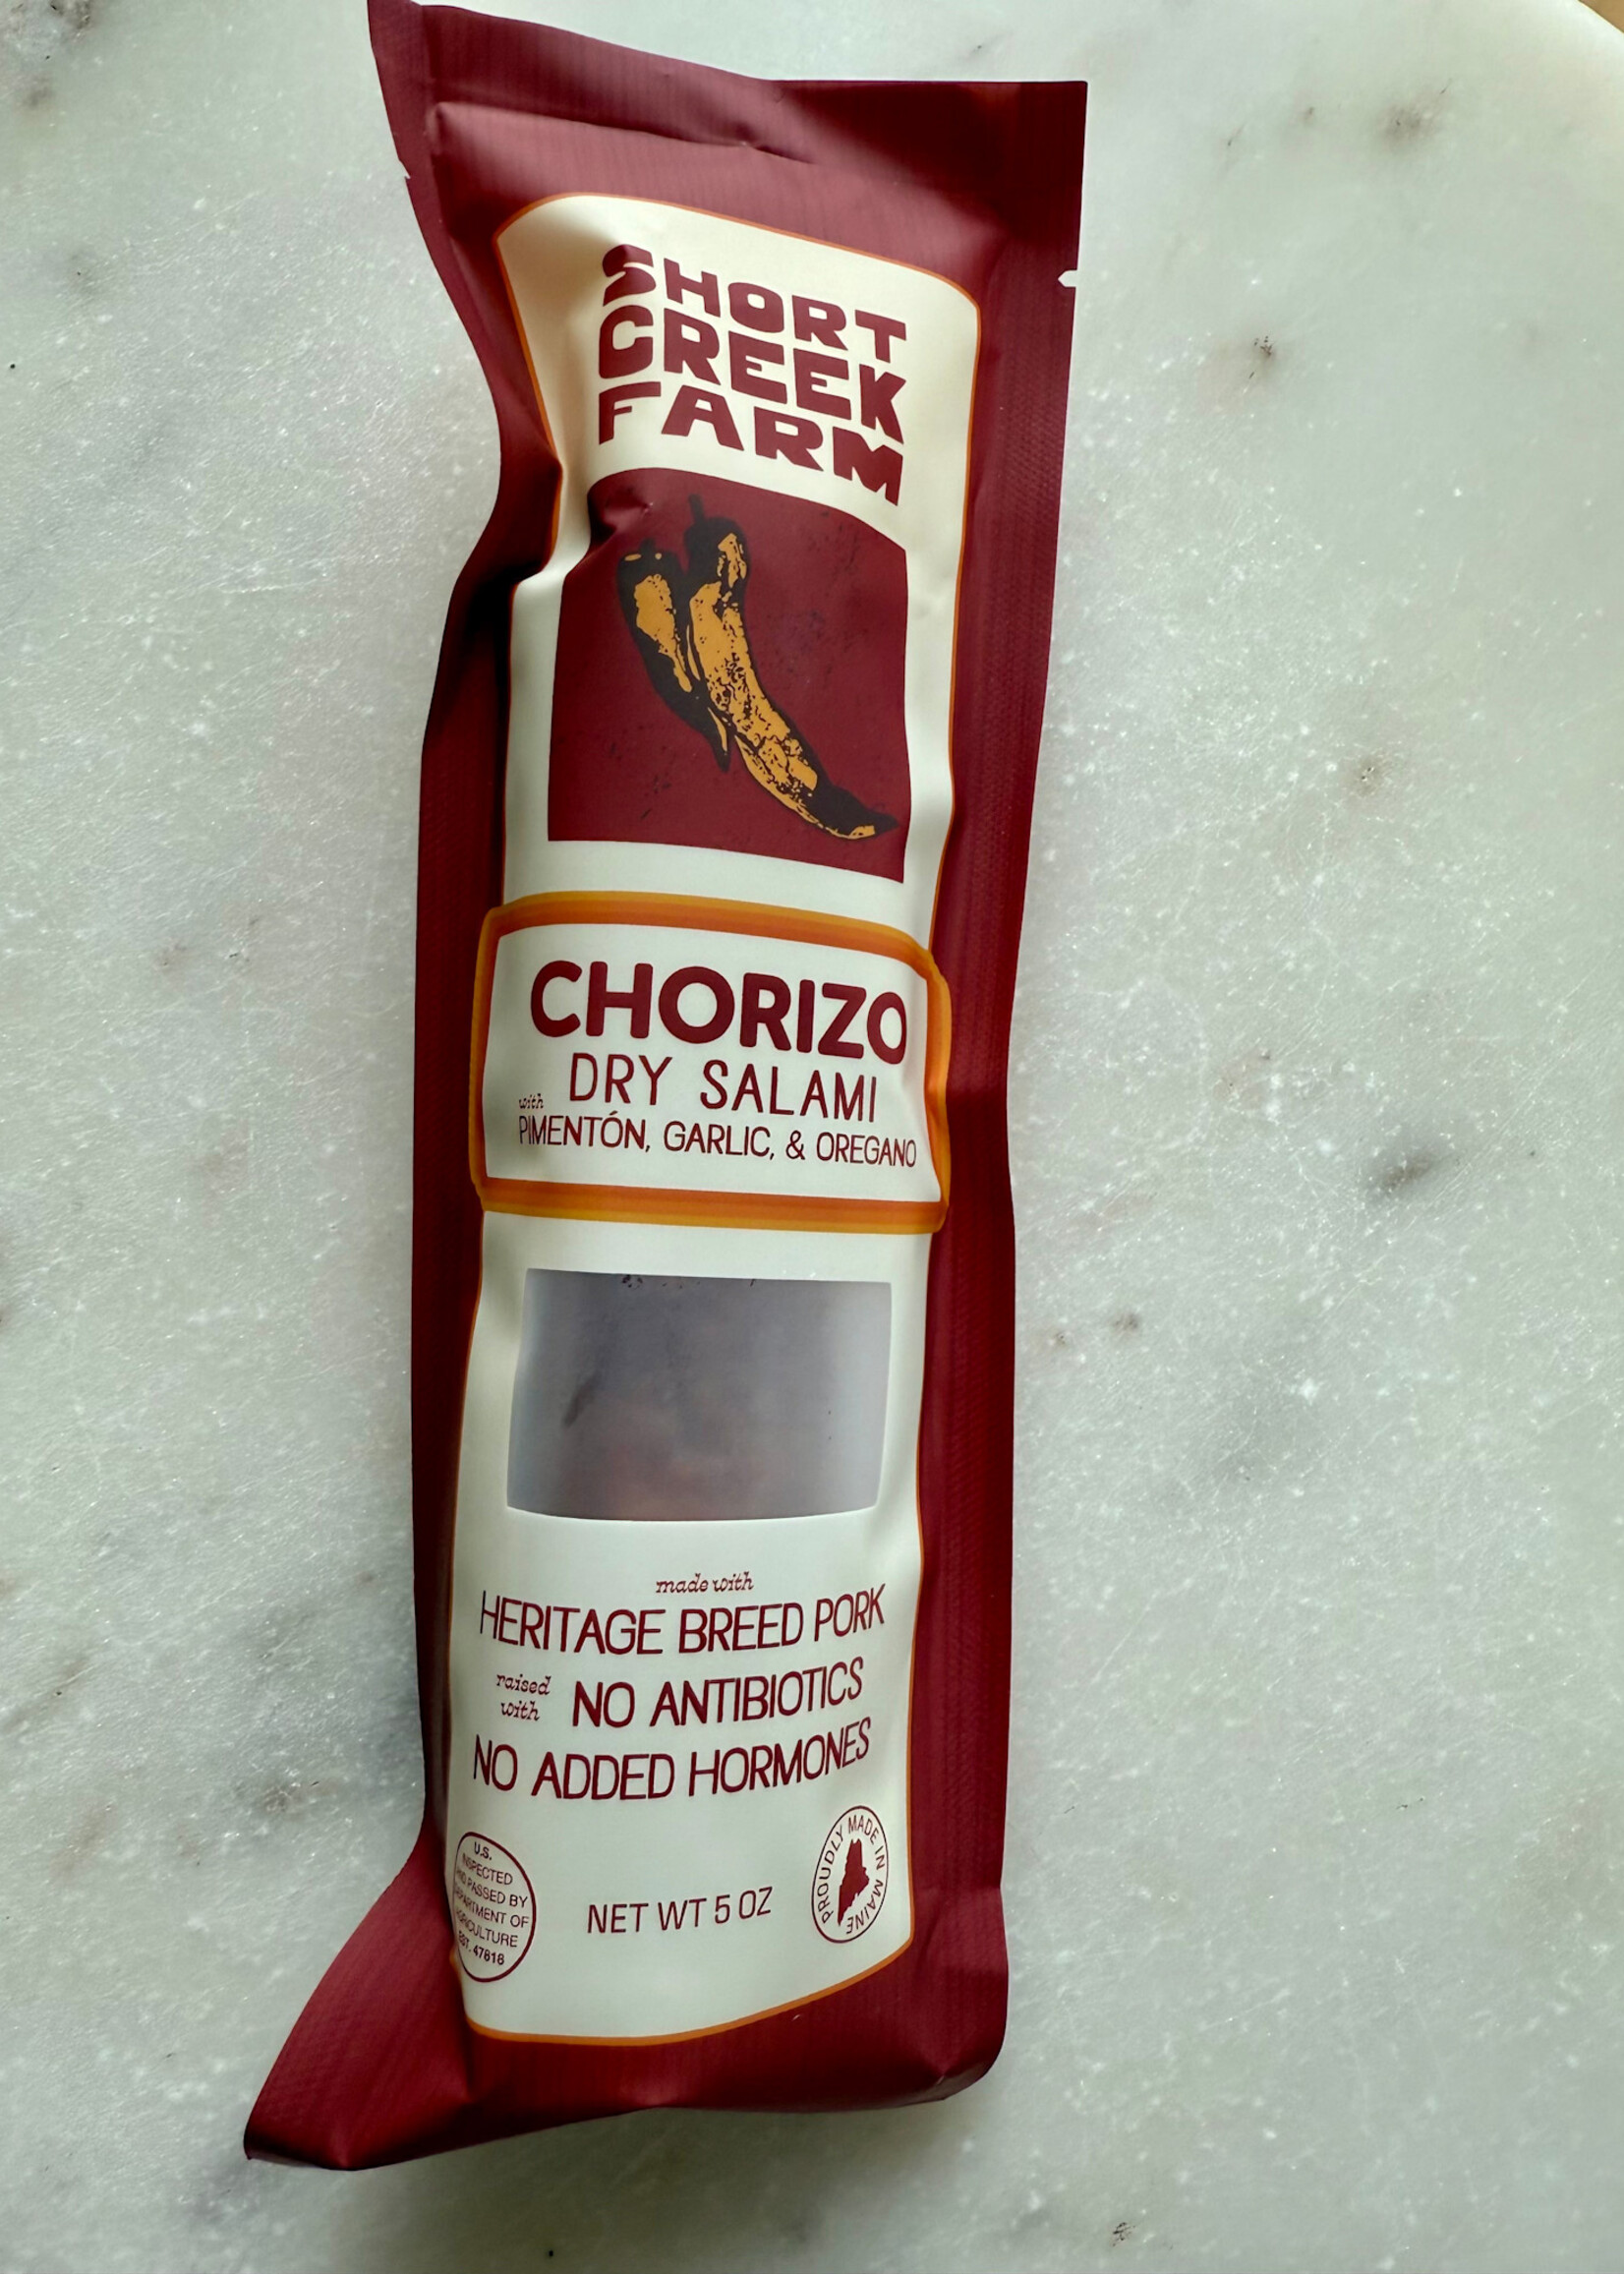 SHORT
CREEK
FARM
CHORIZO
DRY SALAMI
with
PIMENTÓN, GARLIC, & OREGANO
made with
HERITAGE BREED PORK
raised
with
NO ANTIBIOTICS
NO ADDED HORMONES
U.S.
INSPECTED
AND PASSED BY
DEPARTMENT OF
AGRICULTURE
EST. 47818
NET WT 5 OZ
PROUDLY MADE IN MAINE